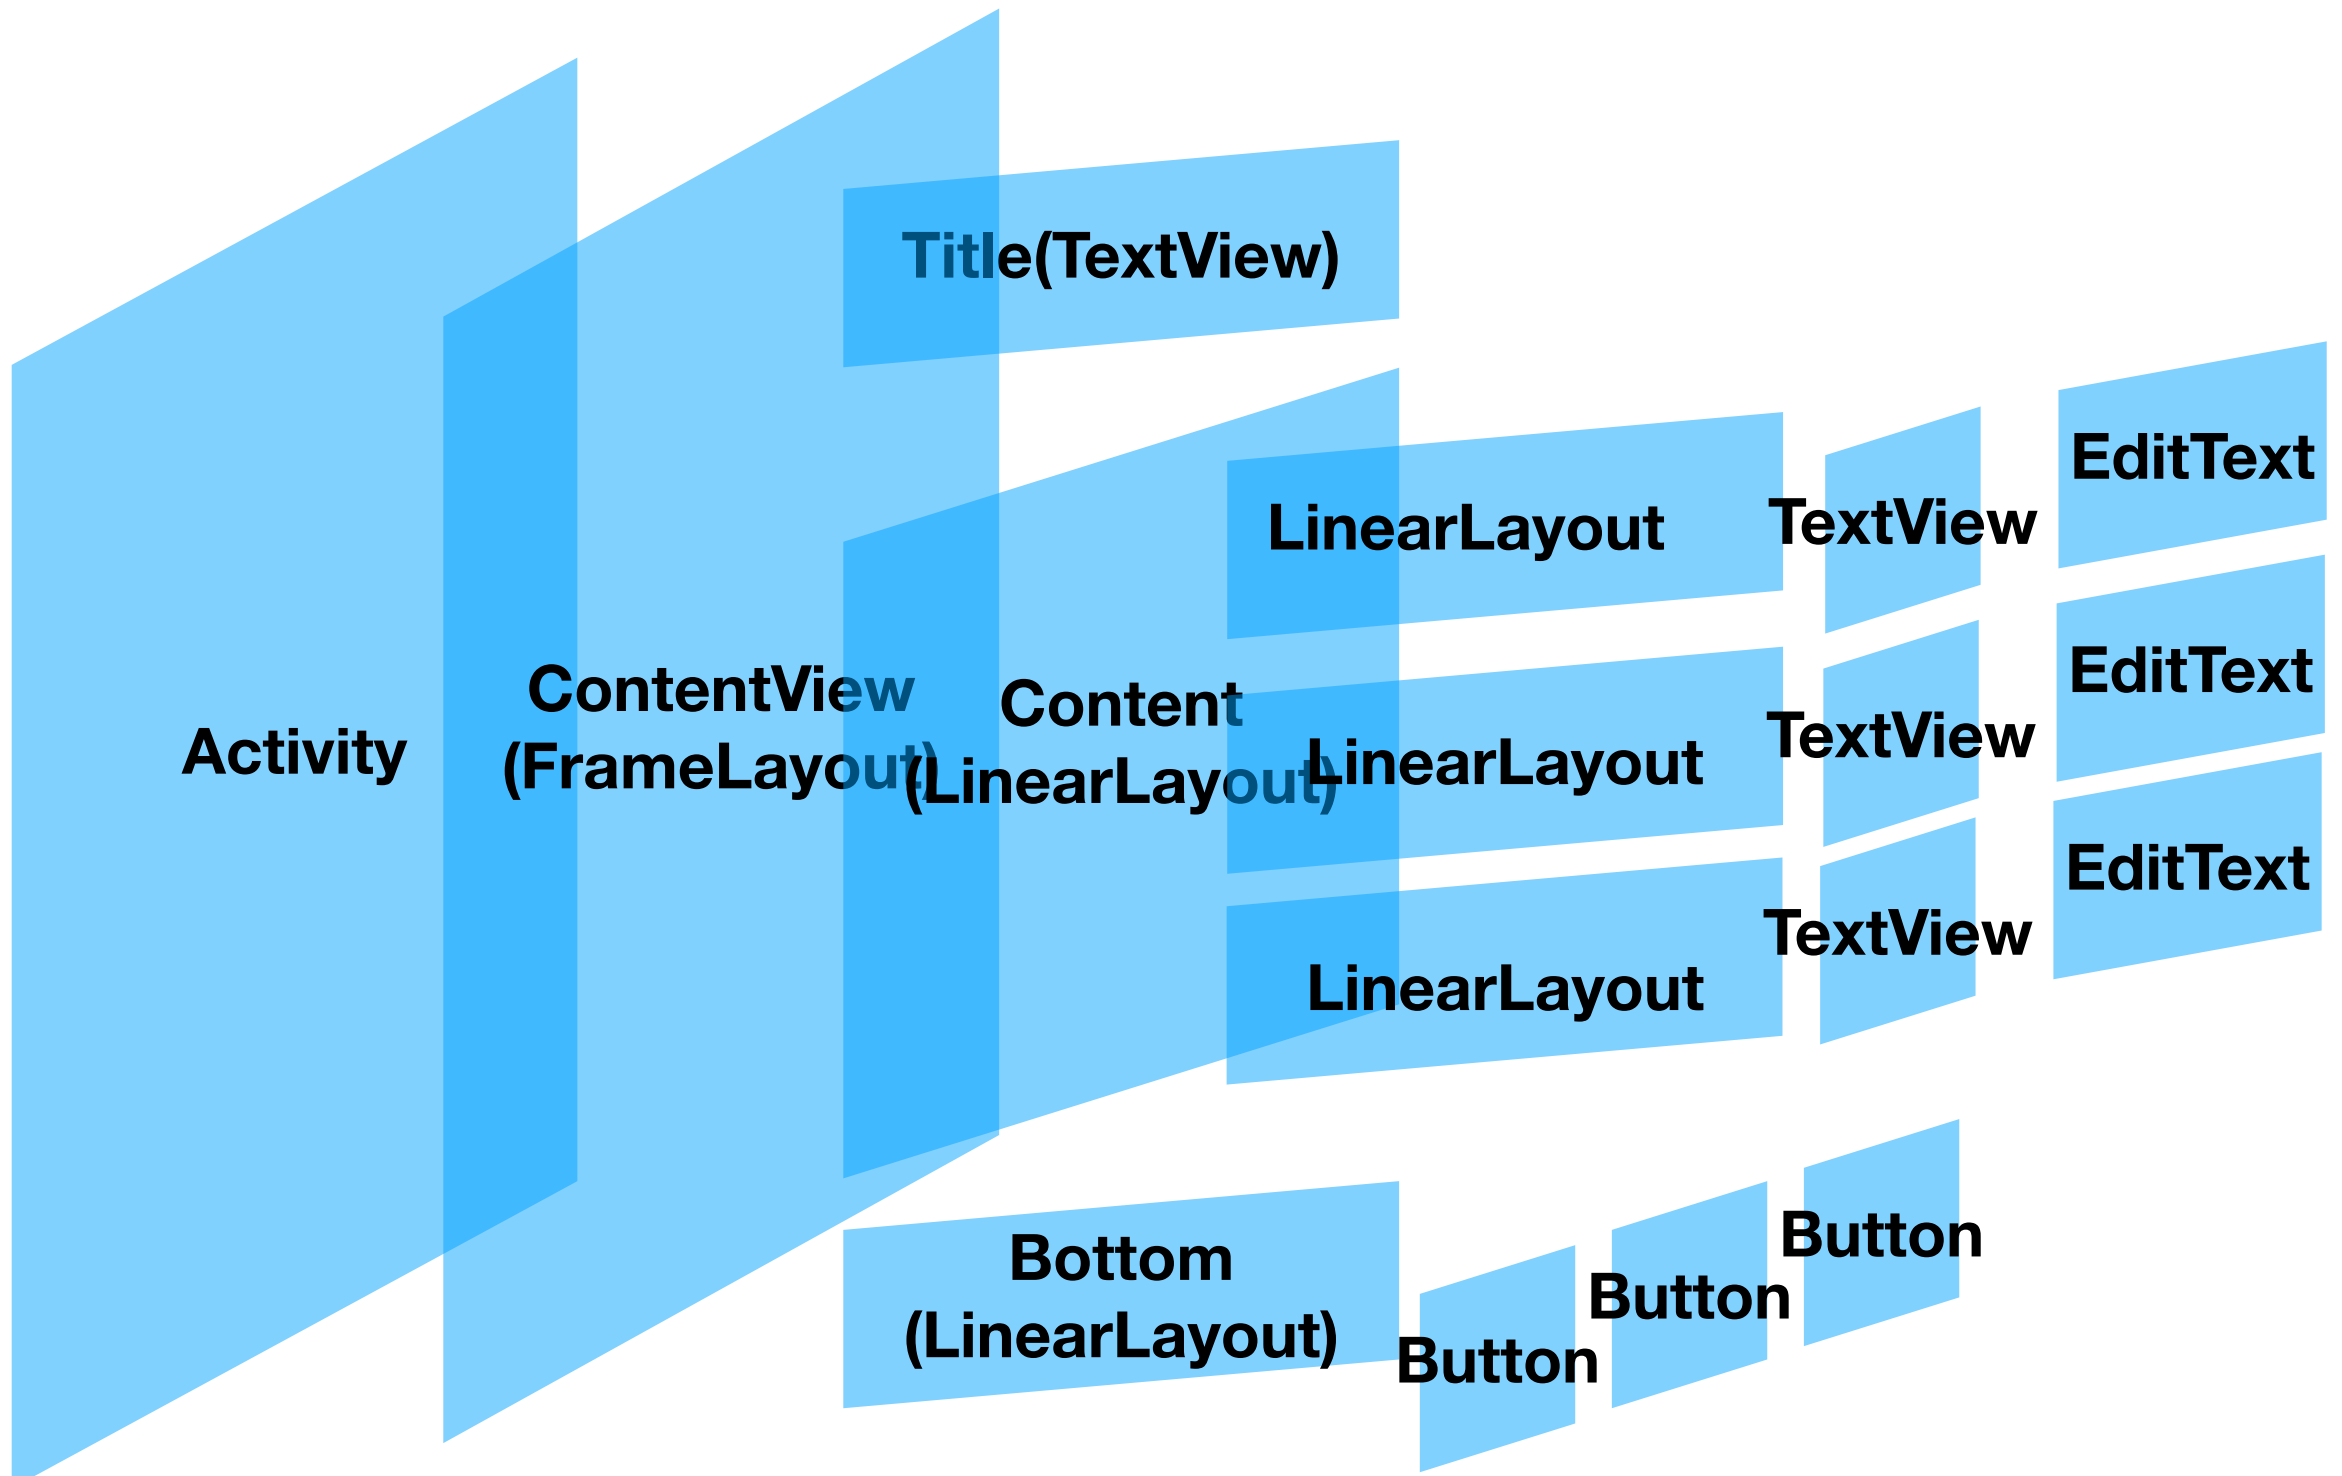 Activity
ContentView
(FrameLayout)
Title(TextView)
Content
(LinearLayout)
LinearLayout
TextView
EditText
LinearLayout
TextView
EditText
LinearLayout
TextView
EditText
Bottom
(LinearLayout)
Button
Button
Button